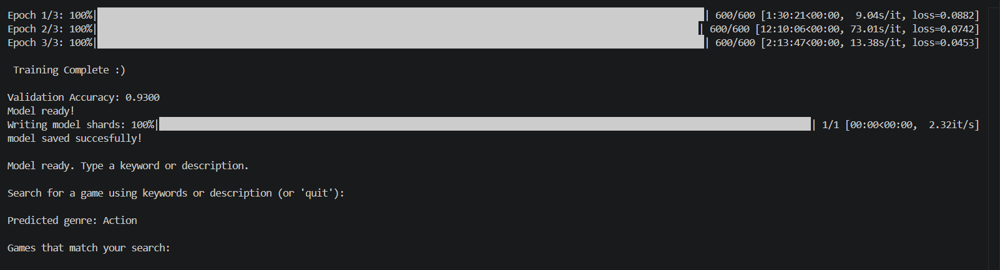 Epoch 1/3: 100%|| 600/600 [1:30:21<00:00,  9.04s/it, loss=0.0882]
Epoch 2/3: 100%|| 600/600 [12:10:06<00:00, 73.01s/it, loss=0.0742]
Epoch 3/3: 100%|| 600/600 [2:13:47<00:00, 13.38s/it, loss=0.0453]
Training Complete :)
Validation Accuracy: 0.9300
Model ready!
Writing model shards: 100%|| 1/1 [00:00<00:00,  2.32it/s]
model saved succesfully!
Model ready. Type a keyword or description.
Search for a game using keywords or description (or 'quit'):
Predicted genre: Action
Games that match your search: